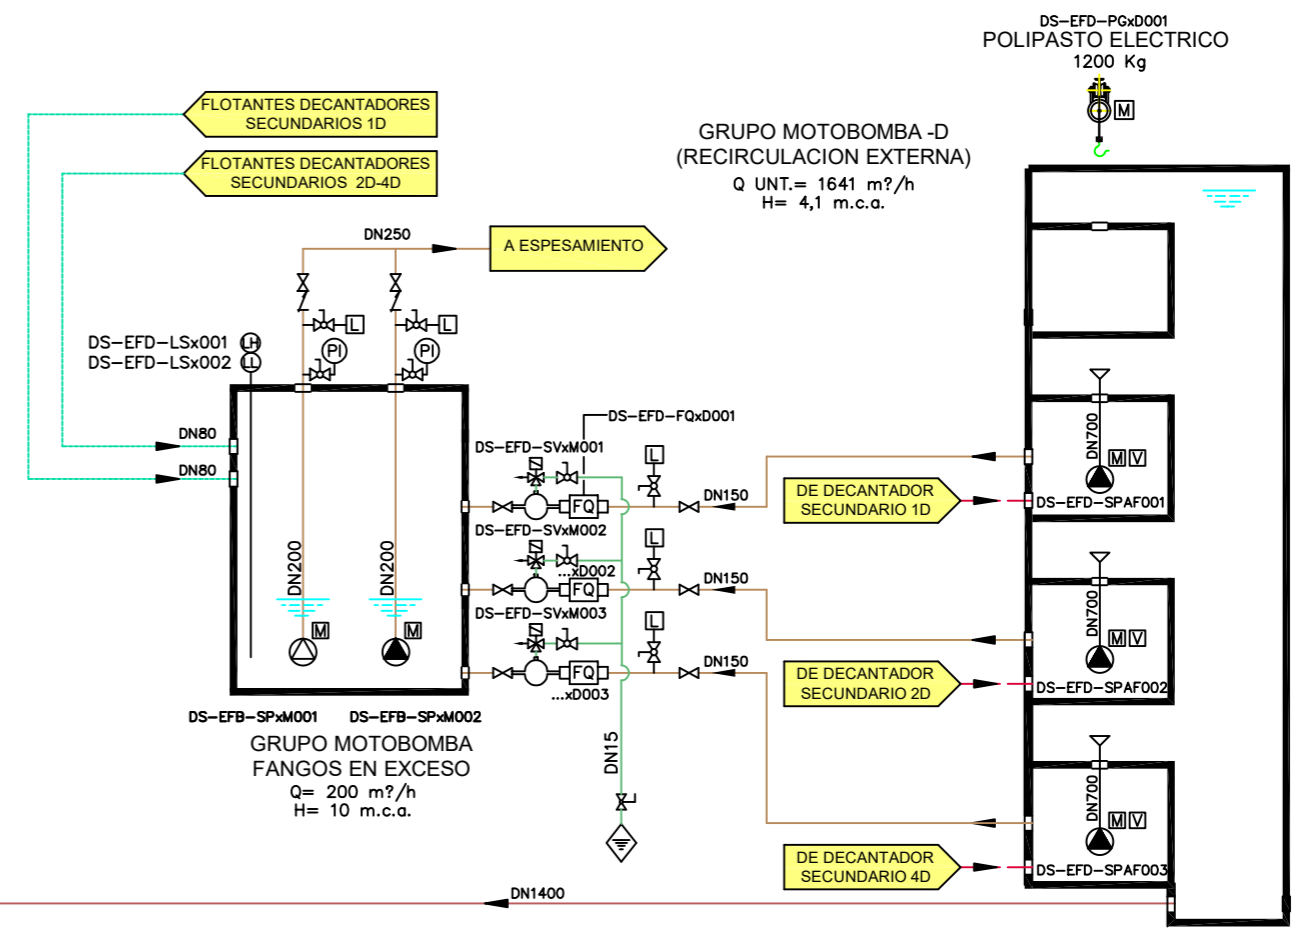 DS-EFD-PGxD001
POLIPASTO ELECTRICO
1200 Kg
M
FLOTANTES DECANTADORES
SECUNDARIOS 1D
FLOTANTES DECANTADORES
SECUNDARIOS 2D-4D
GRUPO MOTOBOMBA -D
(RECIRCULACION EXTERNA)
Q UNT.= 1641 m?/h
H= 4,1 m.c.a.
DN250
A ESPESAMIENTO
L
L
PI
PI
DS-EFD-LSx001
LH
DS-EFD-LSx002
LL
DN80
DN80
DN200
M
DN200
M
DS-EFB-SPxM001
DS-EFB-SPxM002
GRUPO MOTOBOMBA
FANGOS EN EXCESO
Q= 200 m?/h
H= 10 m.c.a.
DS-EFD-FQxD001
DS-EFD-SVxM001
L
FQ
DN150
DS-EFD-SVxM002
L
...xD002
FQ
DN150
DS-EFD-SVxM003
L
FQ
DN150
...xD003
DN15
DE DECANTADOR
SECUNDARIO 1D
DN700
M V
DS-EFD-SPAF001
DE DECANTADOR
SECUNDARIO 2D
DN700
M V
DS-EFD-SPAF002
DE DECANTADOR
SECUNDARIO 4D
DN700
M V
DS-EFD-SPAF003
DN1400